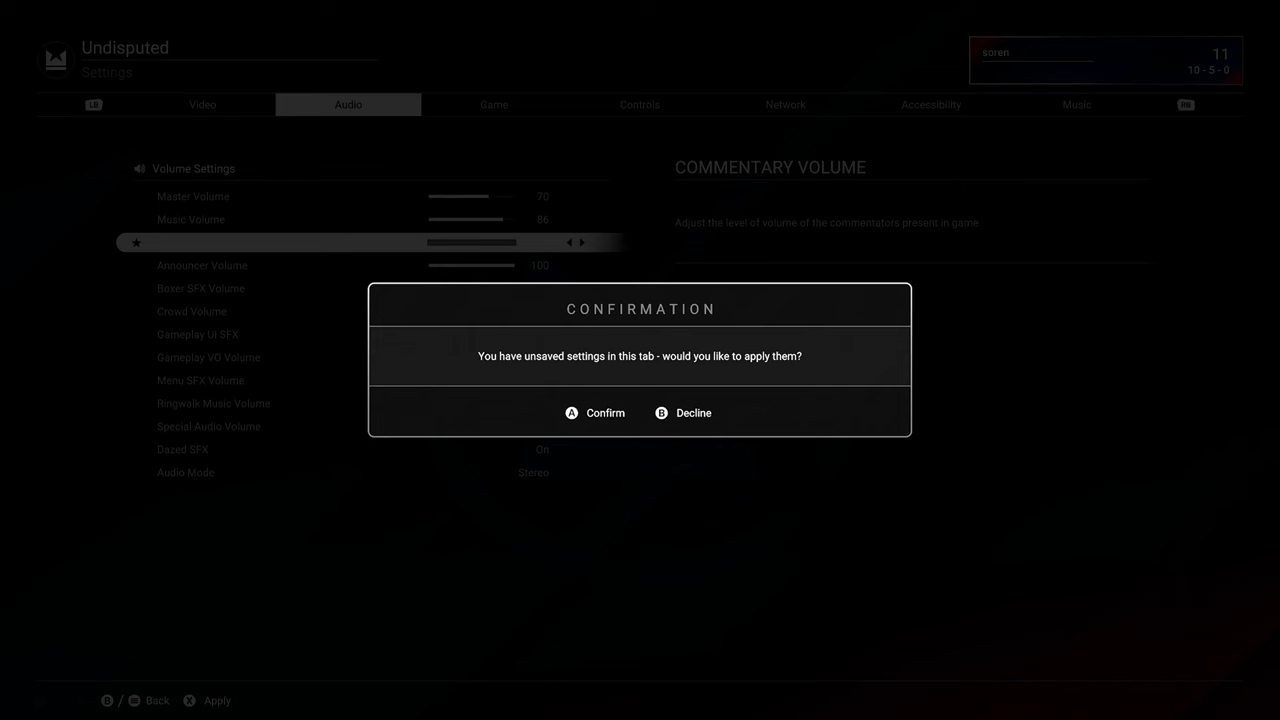 Undisputed
Settings
soren
11
10 - 5 - 0
LB
Video
Audio
Game
Controls
Network
Accessibility
Music
RB
Volume Settings
Master Volume 70
Music Volume 86
Announcer Volume 100
Boxer SFX Volume
Crowd Volume
Gameplay UI SFX
Gameplay VO Volume
Menu SFX Volume
Ringwalk Music Volume
Special Audio Volume
Dazed SFX On
Audio Mode Stereo
COMMENTARY VOLUME
Adjust the level of volume of the commentators present in game
CONFIRMATION
You have unsaved settings in this tab - would you like to apply them?
A Confirm B Decline
B / Back X Apply